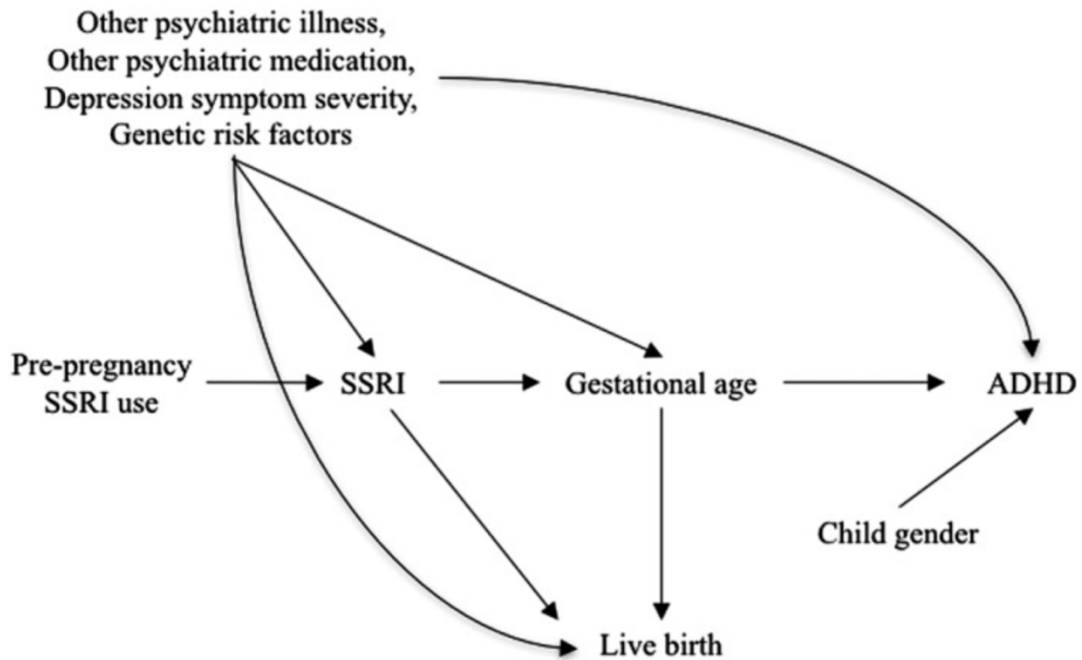 Other psychiatric illness,
Other psychiatric medication,
Depression symptom severity,
Genetic risk factors
Pre-pregnancy
SSRI use
SSRI
Gestational age
ADHD
Child gender
Live birth